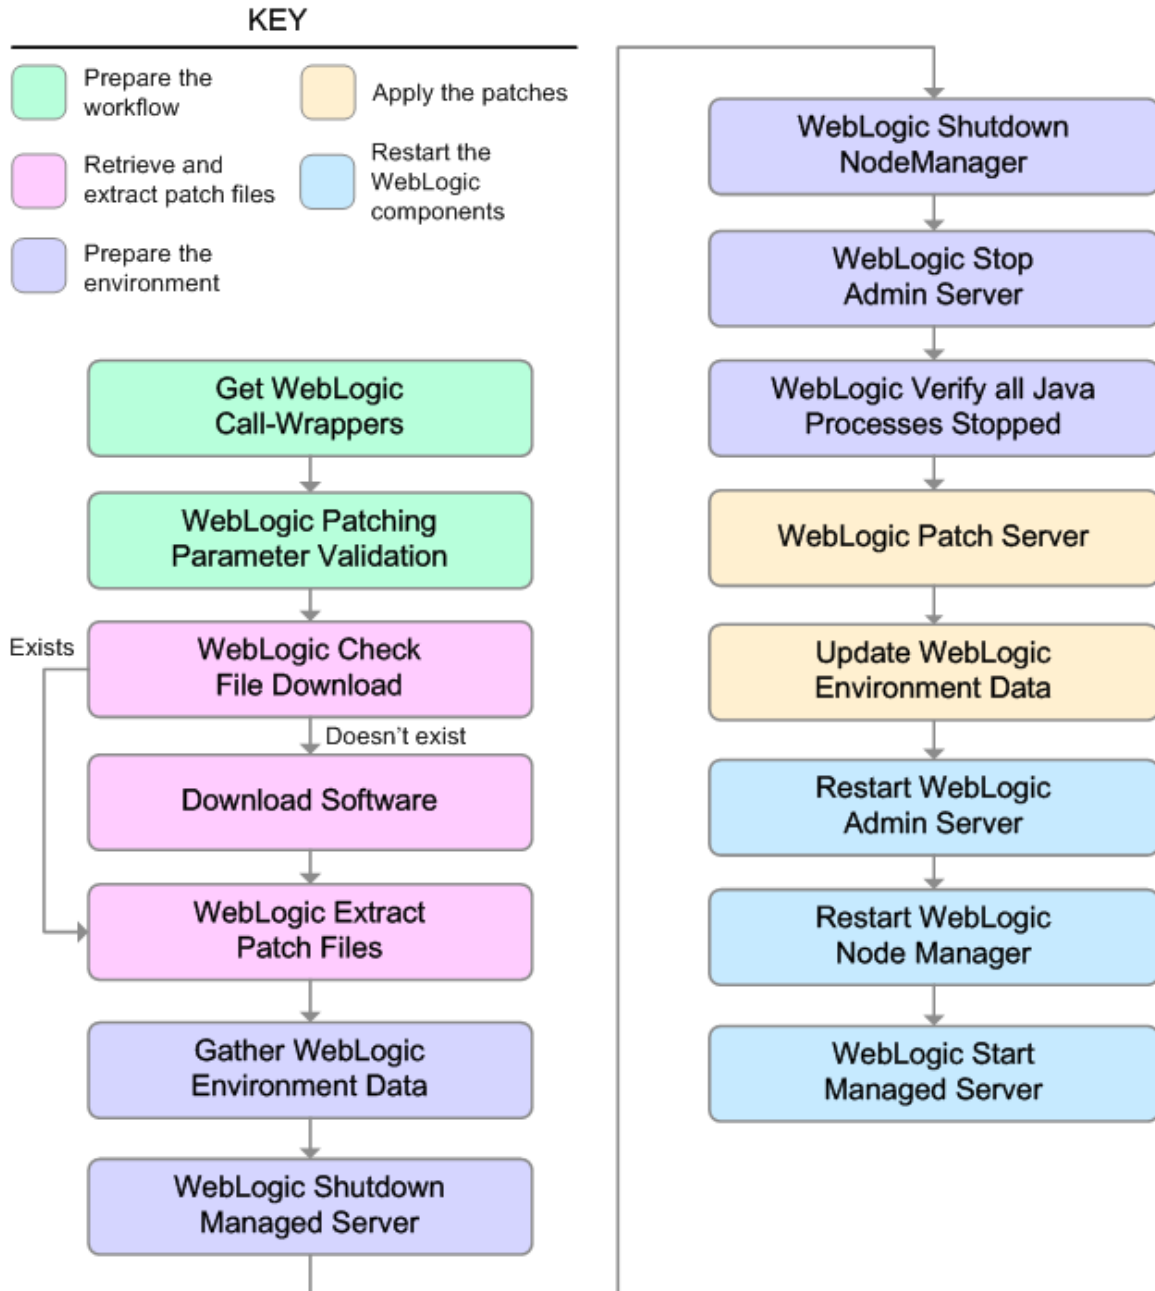 KEY
Prepare the
workflow
Apply the patches
Retrieve and
extract patch files
Restart the
WebLogic
components
Prepare the
environment
Get WebLogic
Call-Wrappers
WebLogic Patching
Parameter Validation
Exists
WebLogic Check
File Download
Doesn't exist
Download Software
WebLogic Extract
Patch Files
Gather WebLogic
Environment Data
WebLogic Shutdown
Managed Server
WebLogic Shutdown
NodeManager
WebLogic Stop
Admin Server
WebLogic Verify all Java
Processes Stopped
WebLogic Patch Server
Update WebLogic
Environment Data
Restart WebLogic
Admin Server
Restart WebLogic
Node Manager
WebLogic Start
Managed Server